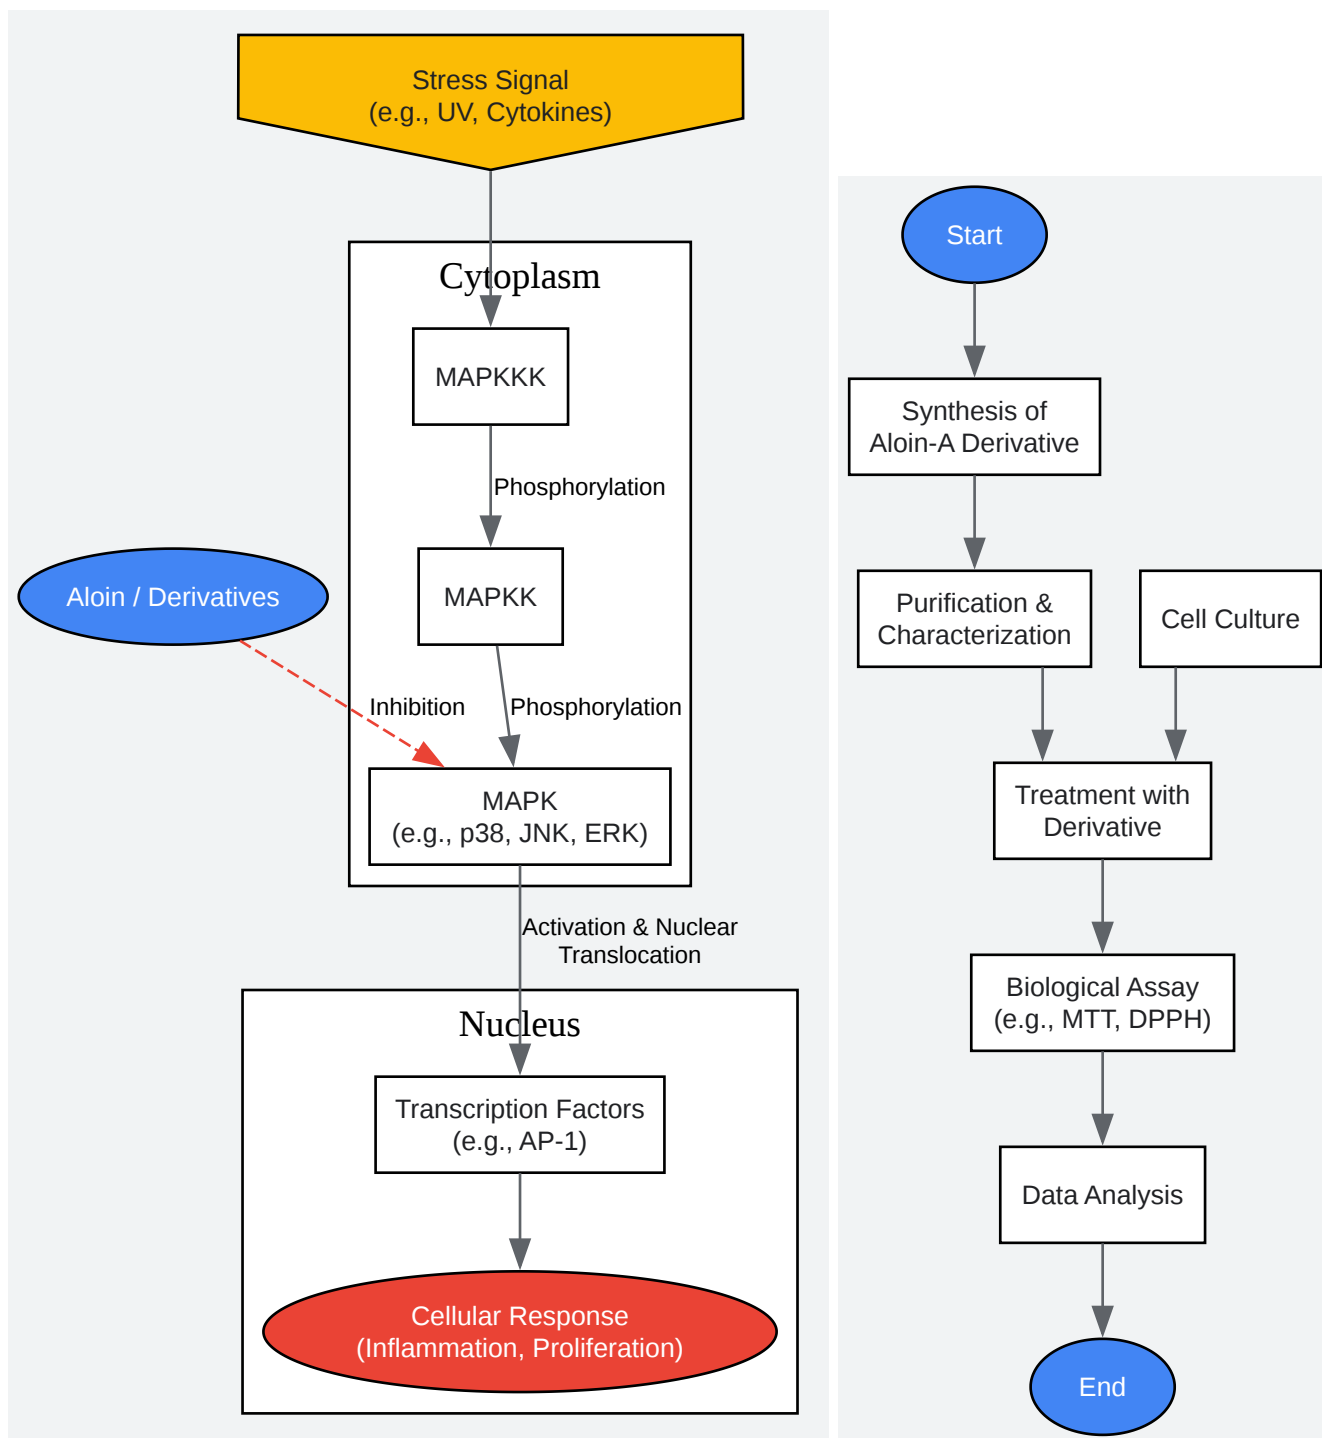 Stress Signal
(e.g., UV, Cytokines)
Cytoplasm
MAPKKK
Phosphorylation
MAPKK
Aloin / Derivatives
Inhibition
Phosphorylation
MAPK
(e.g., p38, JNK, ERK)
Activation & Nuclear
Translocation
Nucleus
Transcription Factors
(e.g., AP-1)
Cellular Response
(Inflammation, Proliferation)
Start
Synthesis of
Aloin-A Derivative
Purification &
Characterization
Cell Culture
Treatment with
Derivative
Biological Assay
(e.g., MTT, DPPH)
Data Analysis
End